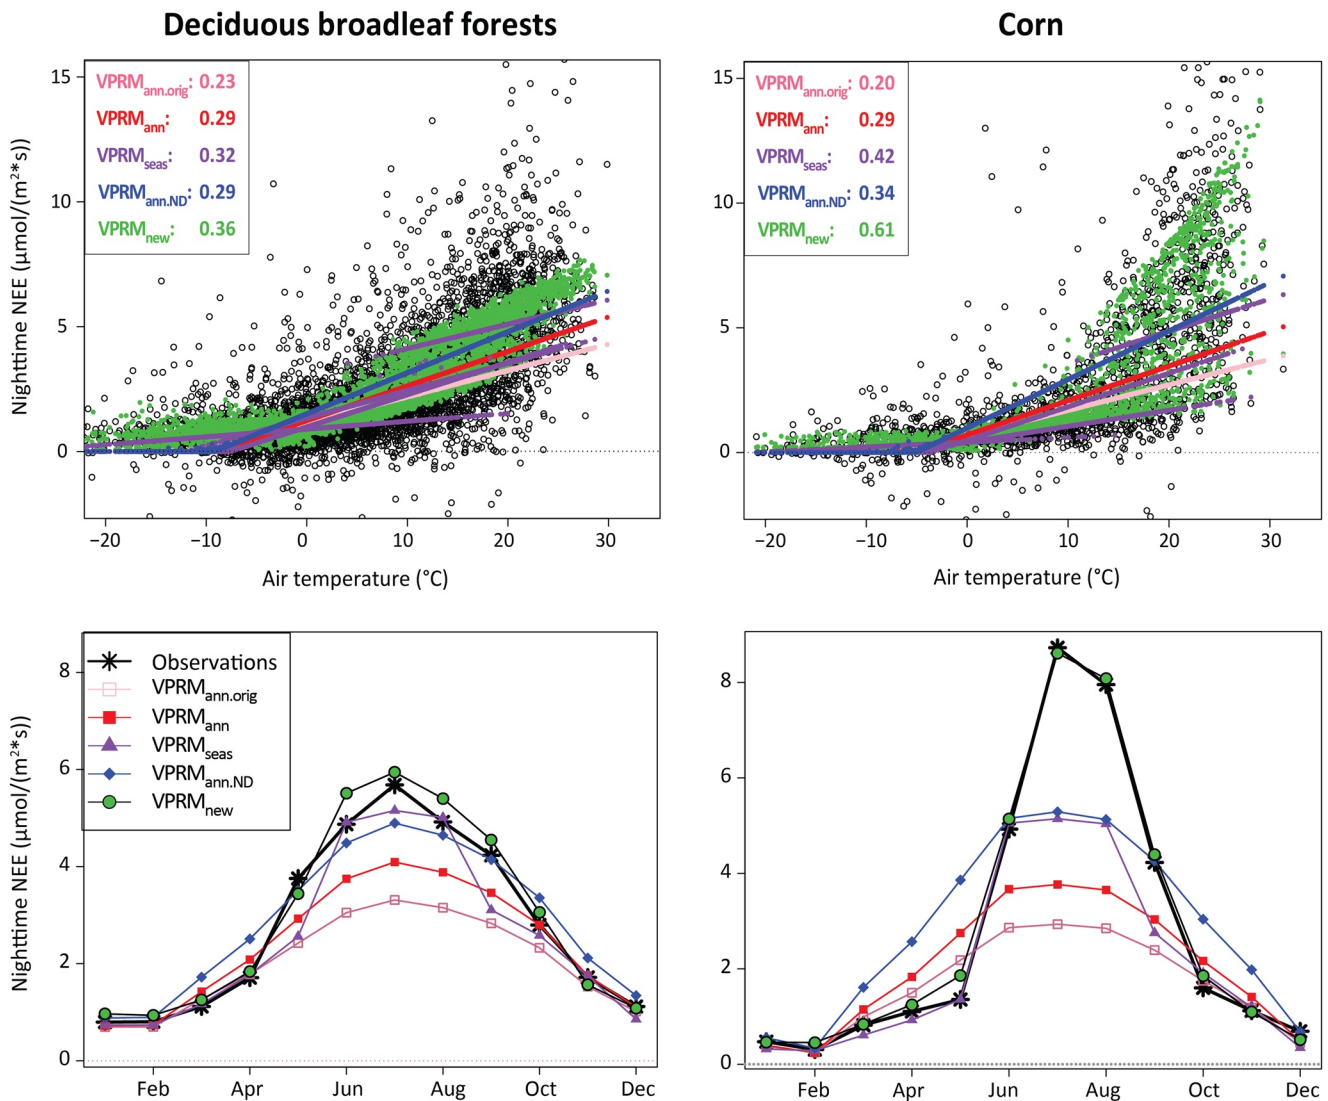 Deciduous broadleaf forests
Corn
VPRMann.orig: 0.23
VPRMann: 0.29
VPRMseas: 0.32
VPRMann.ND: 0.29
VPRMnew: 0.36
15
10
5
0
Nighttime NEE (µmol/(m²*s))
−20 −10 0 10 20 30
Air temperature (°C)
VPRMann.orig: 0.20
VPRMann: 0.29
VPRMseas: 0.42
VPRMann.ND: 0.34
VPRMnew: 0.61
15
10
5
0
−20 −10 0 10 20 30
Air temperature (°C)
Observations
VPRMann.orig
VPRMann
VPRMseas
VPRMann.ND
VPRMnew
8
6
4
2
0
Nighttime NEE (µmol/(m²*s))
Feb Apr Jun Aug Oct Dec
8
6
4
2
0
Feb Apr Jun Aug Oct Dec